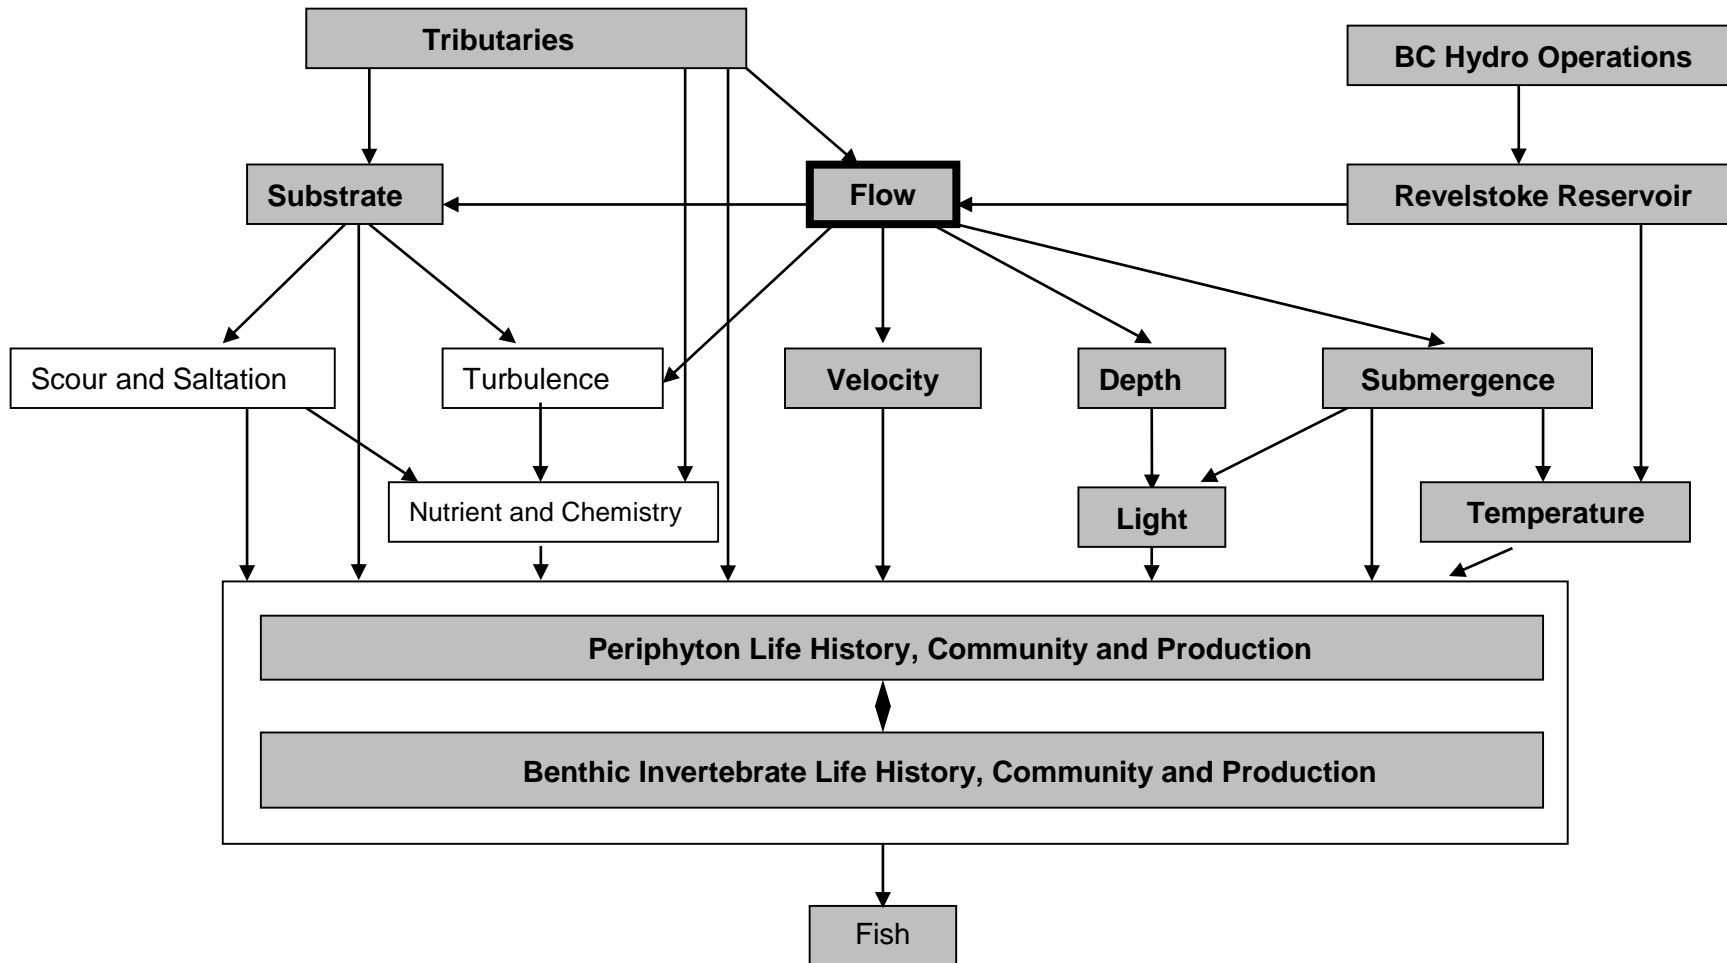 Tributaries
BC Hydro Operations
Substrate
Flow
Revelstoke Reservoir
Scour and Saltation
Turbulence
Velocity
Depth
Submergence
Nutrient and Chemistry
Light
Temperature
Periphyton Life History, Community and Production
Benthic Invertebrate Life History, Community and Production
Fish